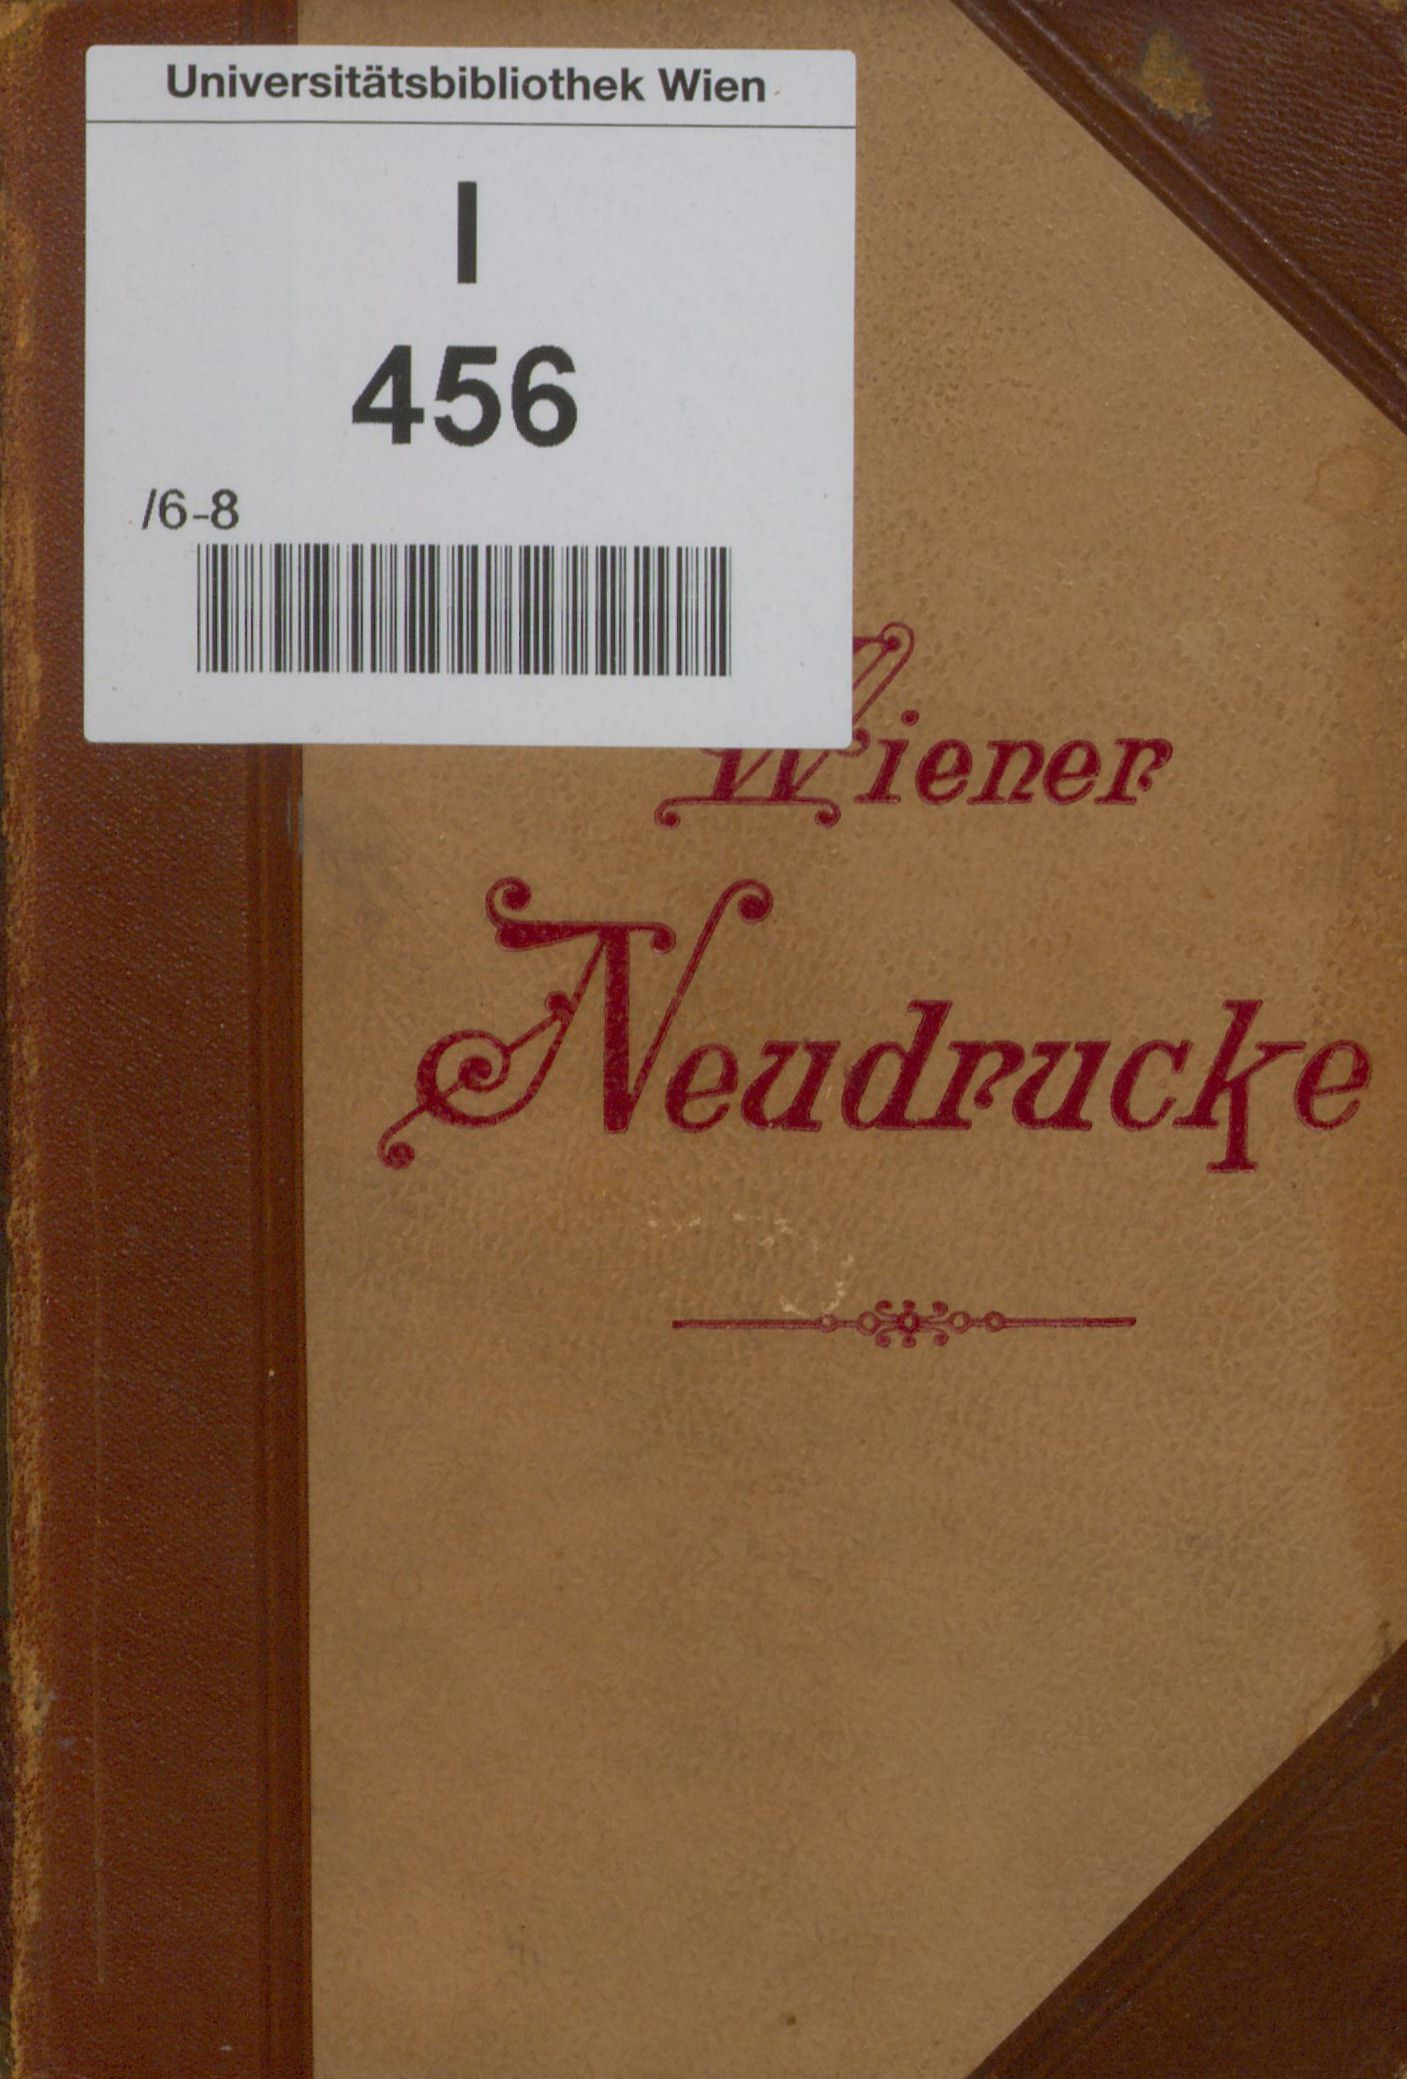 Universitätsbibliothek Wien
I
456
/6-8
Wiener
Neudrucke